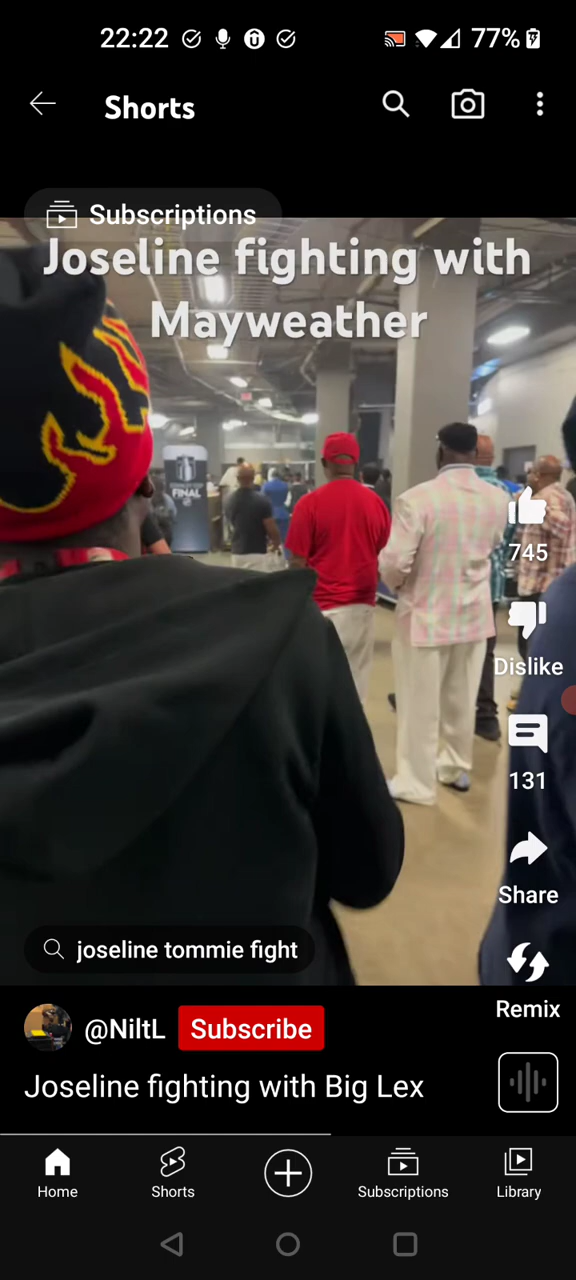 22:22
77%
Shorts
Subscriptions
Joseline fighting with
Mayweather
FINAL
745
Dislike
131
Share
joseline tommie fight
Remix
@NiltL
Subscribe
Joseline fighting with Big Lex
Home
Shorts
Subscriptions
Library